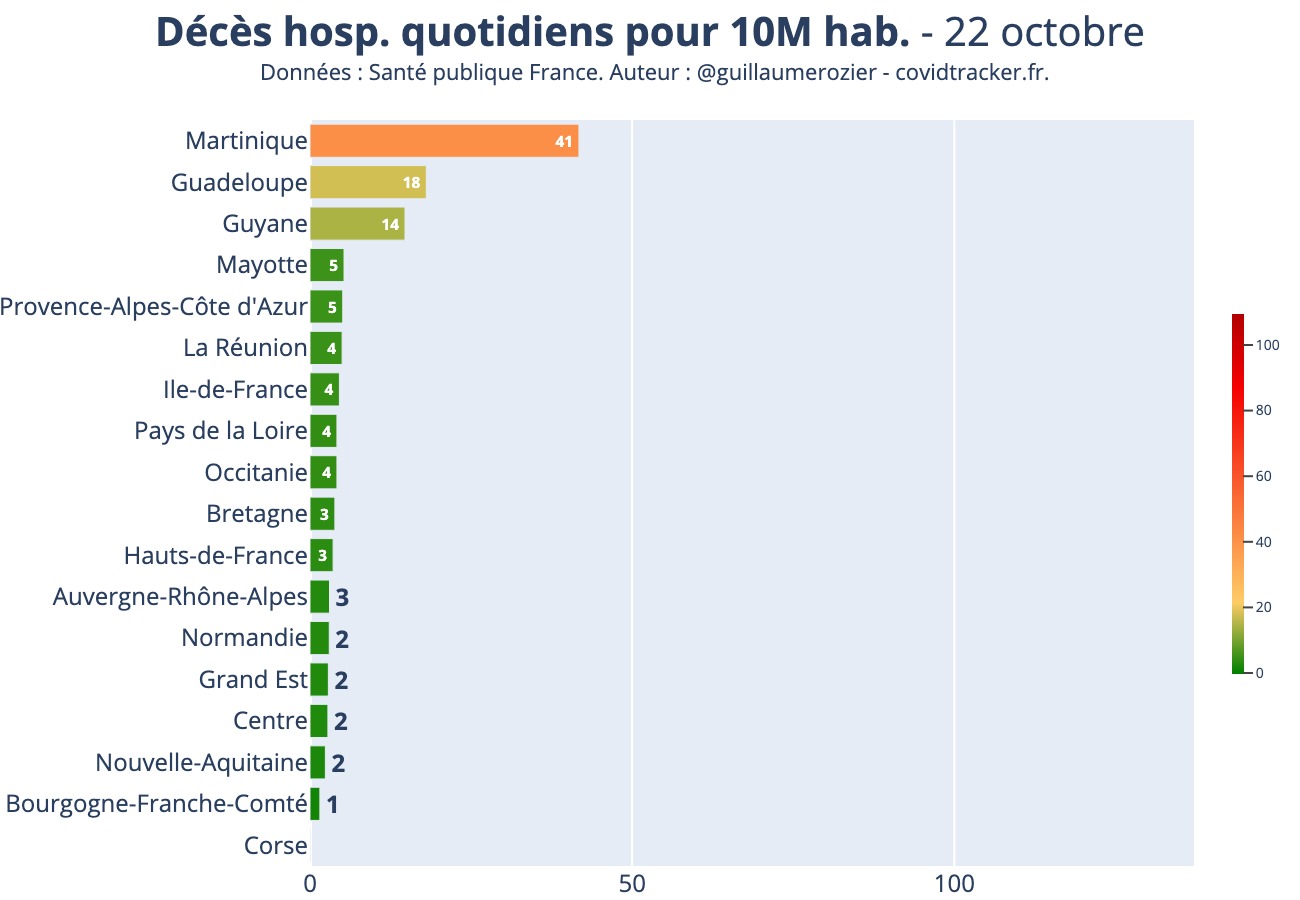 Décès hosp. quotidiens pour 10M hab. - 22 octobre
Données : Santé publique France. Auteur : @guillaumerozier - covidtracker.fr.
Martinique 41
Guadeloupe 18
Guyane 14
Mayotte 5
Provence-Alpes-Côte d'Azur 5
La Réunion 4
Ile-de-France 4
Pays de la Loire 4
Occitanie 4
Bretagne 3
Hauts-de-France 3
Auvergne-Rhône-Alpes 3
Normandie 2
Grand Est 2
Centre 2
Nouvelle-Aquitaine 2
Bourgogne-Franche-Comté 1
Corse
0 50 100
100
80
60
40
20
0